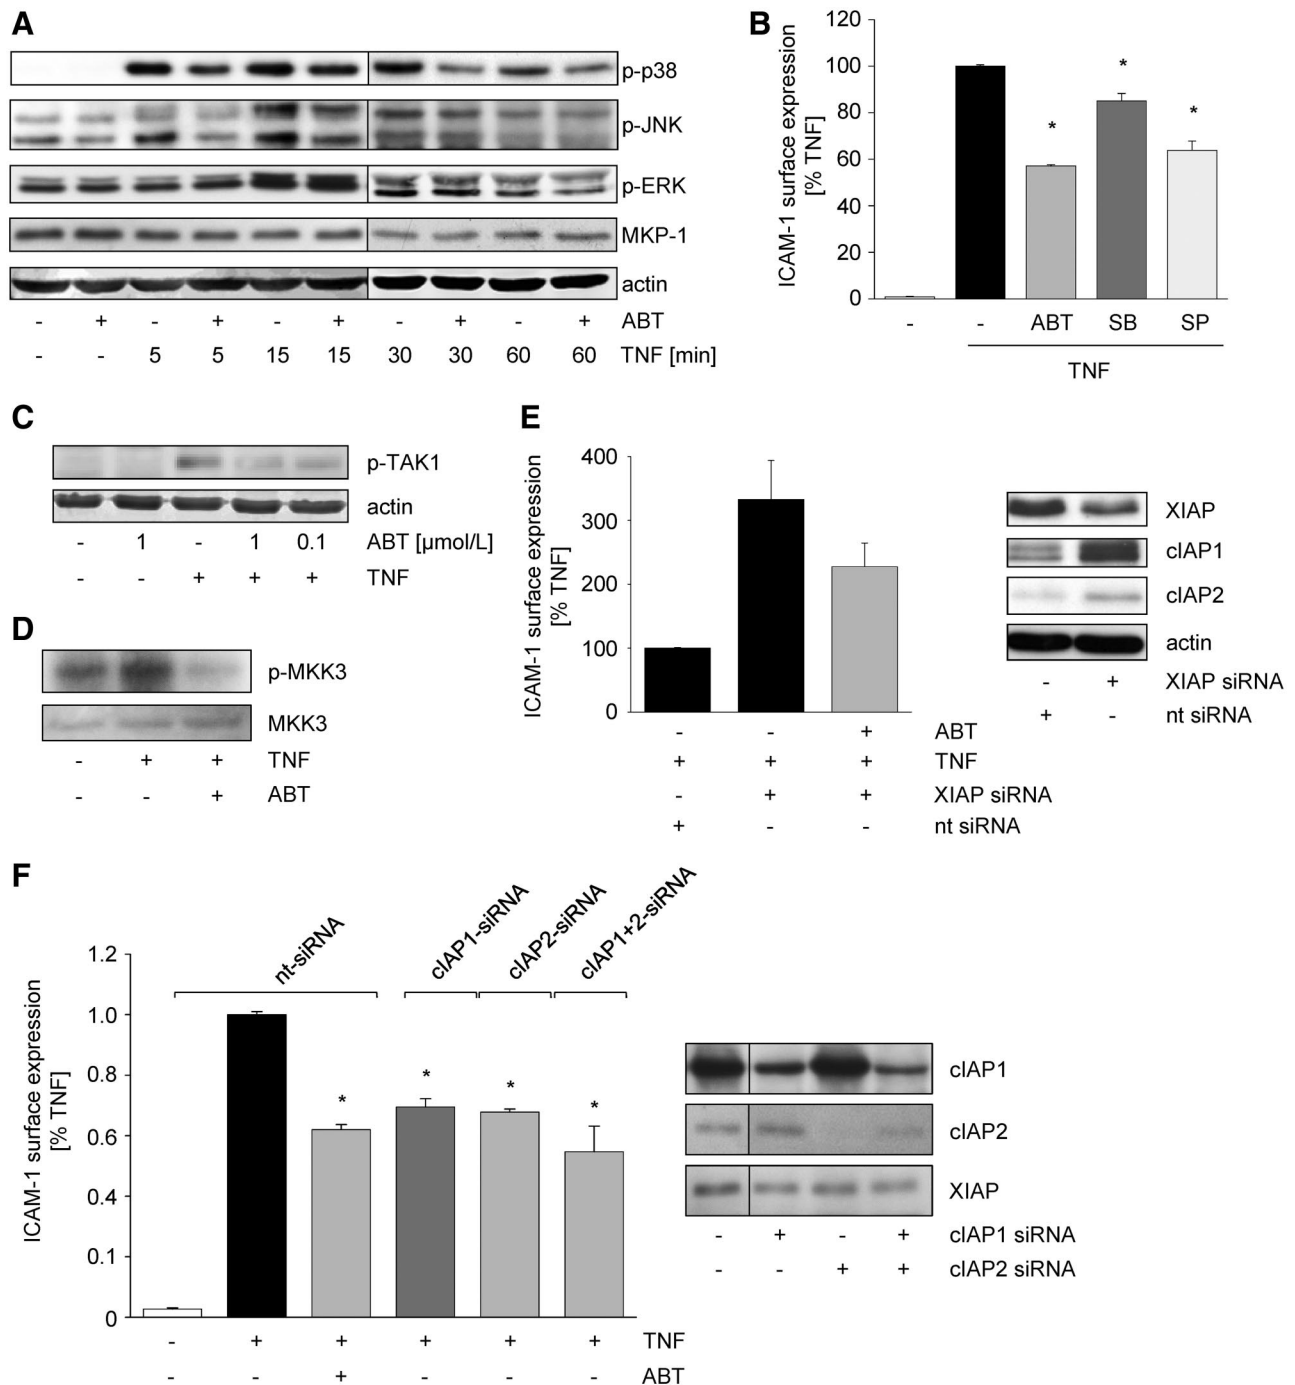 A
p-p38
p-JNK
p-ERK
MKP-1
actin
- + - + - + - + - + ABT
- - 5 5 15 15 30 30 60 60 TNF [min]
B
ICAM-1 surface expression
[% TNF]
120
100
80
60
40
20
0
* * *
- - ABT SB SP
TNF
C
p-TAK1
actin
- 1 - 1 0.1 ABT [µmol/L]
- - + + + TNF
D
p-MKK3
MKK3
- + + TNF
- - + ABT
E
ICAM-1 surface expression
[% TNF]
400
300
200
100
0
- - + ABT
+ + + TNF
- + + XIAP siRNA
+ - - nt siRNA
XIAP
cIAP1
cIAP2
actin
- + XIAP siRNA
+ - nt siRNA
F
nt-siRNA
cIAP1-siRNA
cIAP2-siRNA
cIAP1+2-siRNA
ICAM-1 surface expression
[% TNF]
1.2
1.0
0.8
0.6
0.4
0.1
0
* * * *
- + + + + + TNF
- - + - - - ABT
cIAP1
cIAP2
XIAP
- + - + cIAP1 siRNA
- - + + cIAP2 siRNA